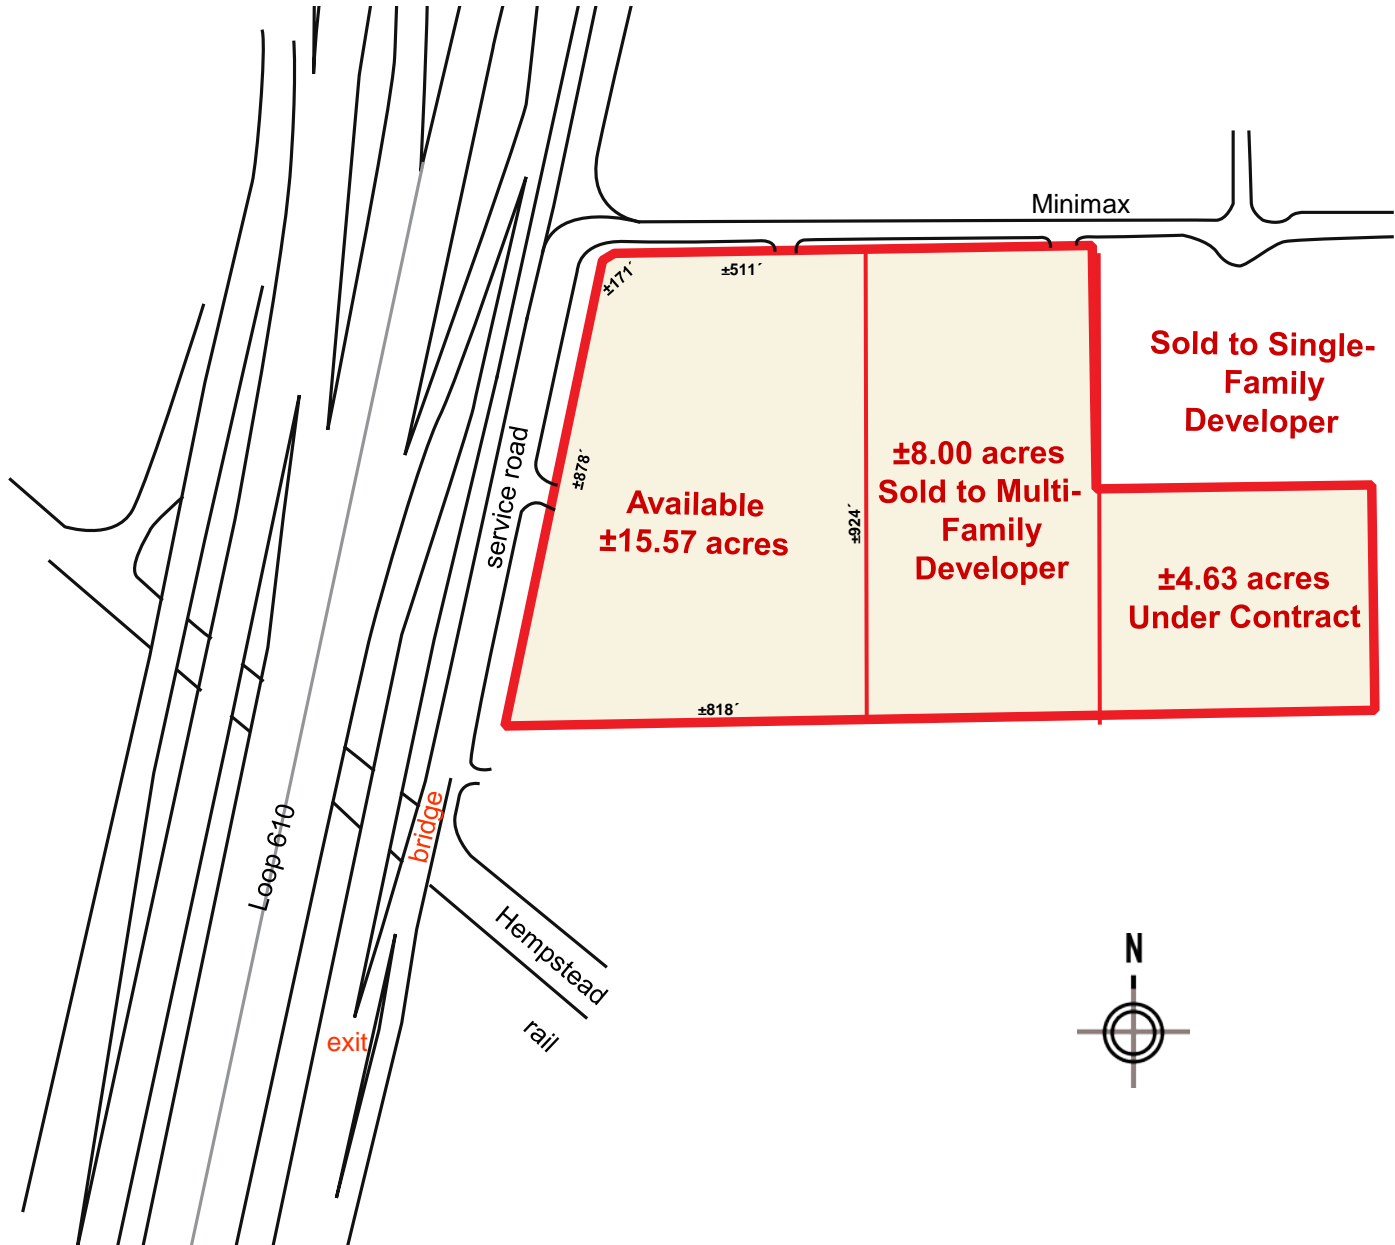 Minimax
±171´
±511´
Sold to Single-
Family
Developer
service road
±878´
Available
±15.57 acres
±924´
±8.00 acres
Sold to Multi-
Family
Developer
±4.63 acres
Under Contract
±818´
Loop 610
bridge
Hempstead
rail
exit
N